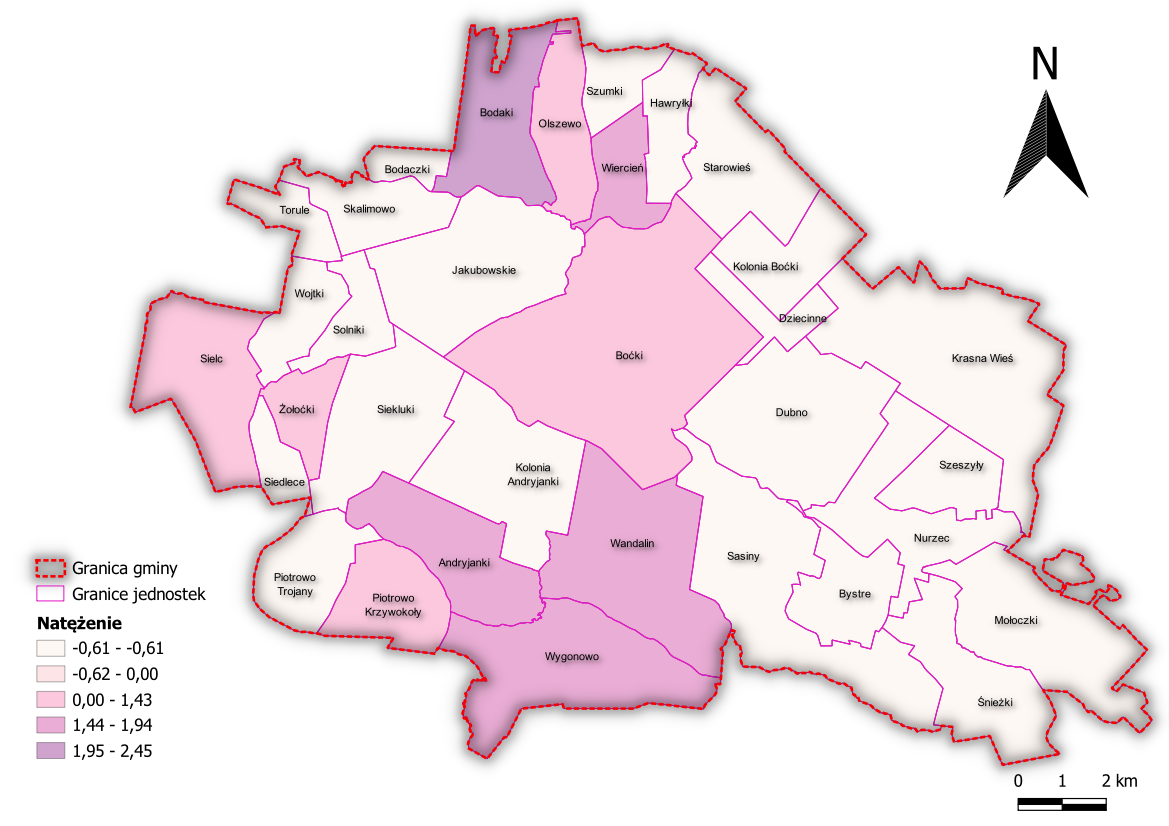 N
Szumki
Hawryłki
Bodaki
Olszewo
Bodaczki
Wiercień
Starowieś
Torule
Skalimowo
Jakubowskie
Kolonia Boćki
Wojtki
Dziecinne
Solniki
Sielc
Boćki
Krasna Wieś
Żołoćki
Siekluki
Dubno
Szeszyły
Kolonia
Andryjanki
Siedlece
Nurzec
Wandalin
Sasiny
Andryjanki
Piotrowo
Trojany
Bystre
Piotrowo
Krzywokoły
Mołoczki
Wygonowo
Śnieżki
Granica gminy
Granice jednostek
Natężenie
-0,61 - -0,61
-0,62 - 0,00
0,00 - 1,43
1,44 - 1,94
1,95 - 2,45
0 1 2 km